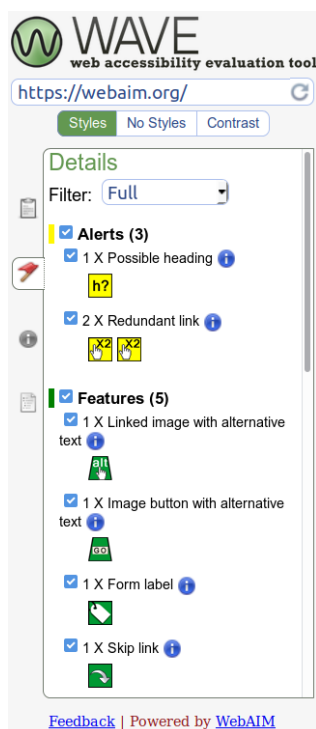 WAVE
web accessibility evaluation tool
https://webaim.org/
Styles No Styles Contrast
Details
Filter: Full
Alerts (3)
1 X Possible heading
h?
2 X Redundant link
X2 X2
Features (5)
1 X Linked image with alternative
text
alt
1 X Image button with alternative
text
GO
1 X Form label
1 X Skip link
Feedback | Powered by WebAIM